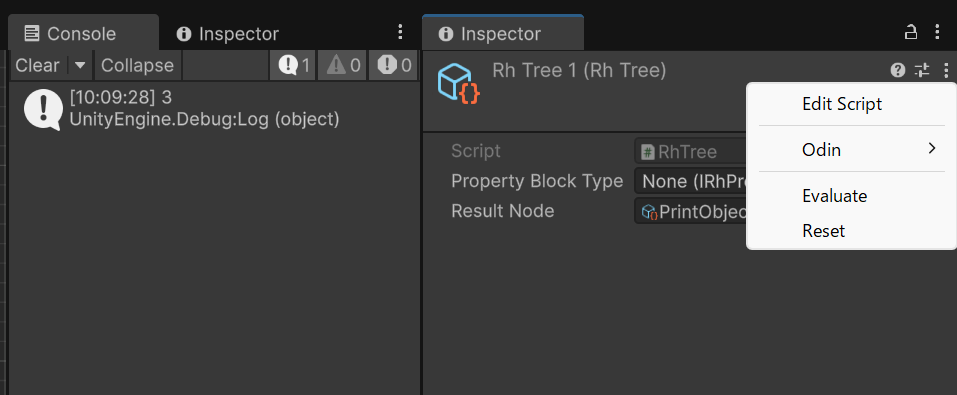 Console
Inspector
Clear
Collapse
1
0
0
[10:09:28] 3
UnityEngine.Debug:Log (object)
Inspector
Rh Tree 1 (Rh Tree)
Script
RhTree
Property Block Type
None (IRhPr
Result Node
PrintObjec
Edit Script
Odin
Evaluate
Reset